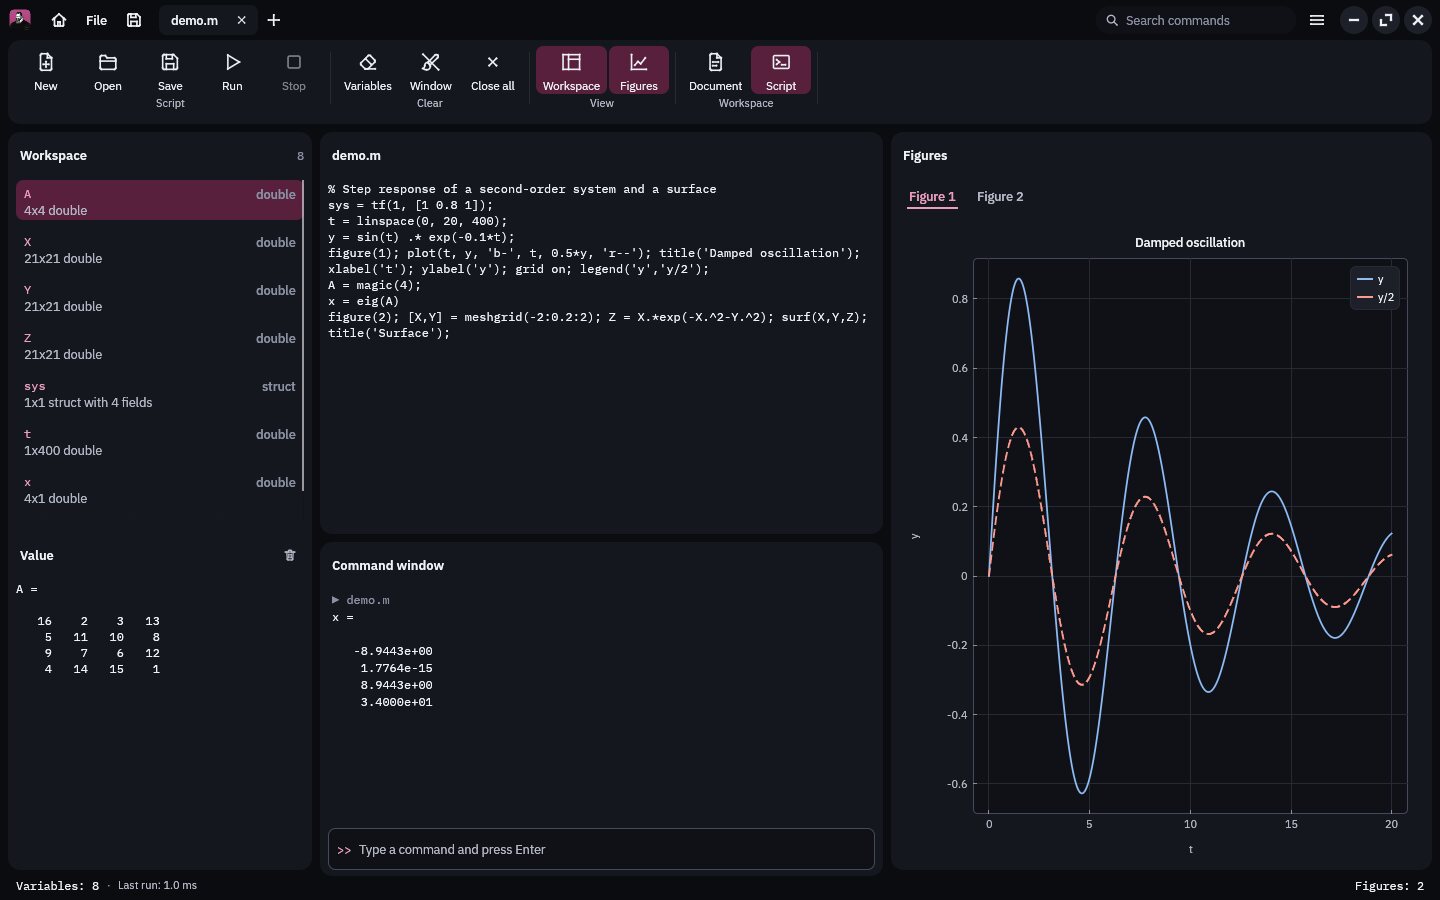 File
demo.m
Search commands
New
Open
Save
Run
Stop
Script
Variables
Window
Close all
Clear
Workspace
Figures
View
Document
Script
Workspace
Workspace
8
A double
4x4 double
X double
21x21 double
Y double
21x21 double
Z double
21x21 double
sys struct
1x1 struct with 4 fields
t double
1x400 double
x double
4x1 double
Value
A =
16 2 3 13
5 11 10 8
9 7 6 12
4 14 15 1
demo.m
% Step response of a second-order system and a surface
sys = tf(1, [1 0.8 1]);
t = linspace(0, 20, 400);
y = sin(t) .* exp(-0.1*t);
figure(1); plot(t, y, 'b-', t, 0.5*y, 'r--'); title('Damped oscillation');
xlabel('t'); ylabel('y'); grid on; legend('y','y/2');
A = magic(4);
x = eig(A)
figure(2); [X,Y] = meshgrid(-2:0.2:2); Z = X.*exp(-X.^2-Y.^2); surf(X,Y,Z);
title('Surface');
Command window
▶ demo.m
x =
-8.9443e+00
1.7764e-15
8.9443e+00
3.4000e+01
>> Type a command and press Enter
Figures
Figure 1
Figure 2
Damped oscillation
y
y/2
0.8
0.6
0.4
0.2
0
-0.2
-0.4
-0.6
y
0 5 10 15 20
t
Variables: 8 · Last run: 1.0 ms
Figures: 2